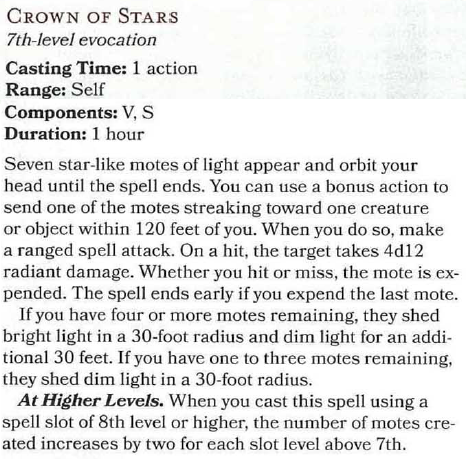 CROWN OF STARS
7th-level evocation
Casting Time: 1 action
Range: Self
Components: V, S
Duration: 1 hour
Seven star-like motes of light appear and orbit your
head until the spell ends. You can use a bonus action to
send one of the motes streaking toward one creature
or object within 120 feet of you. When you do so, make
a ranged spell attack. On a hit, the target takes 4d12
radiant damage. Whether you hit or miss, the mote is ex-
pended. The spell ends early if you expend the last mote.
If you have four or more motes remaining, they shed
bright light in a 30-foot radius and dim light for an addi-
tional 30 feet. If you have one to three motes remaining,
they shed dim light in a 30-foot radius.
At Higher Levels. When you cast this spell using a
spell slot of 8th level or higher, the number of motes cre-
ated increases by two for each slot level above 7th.